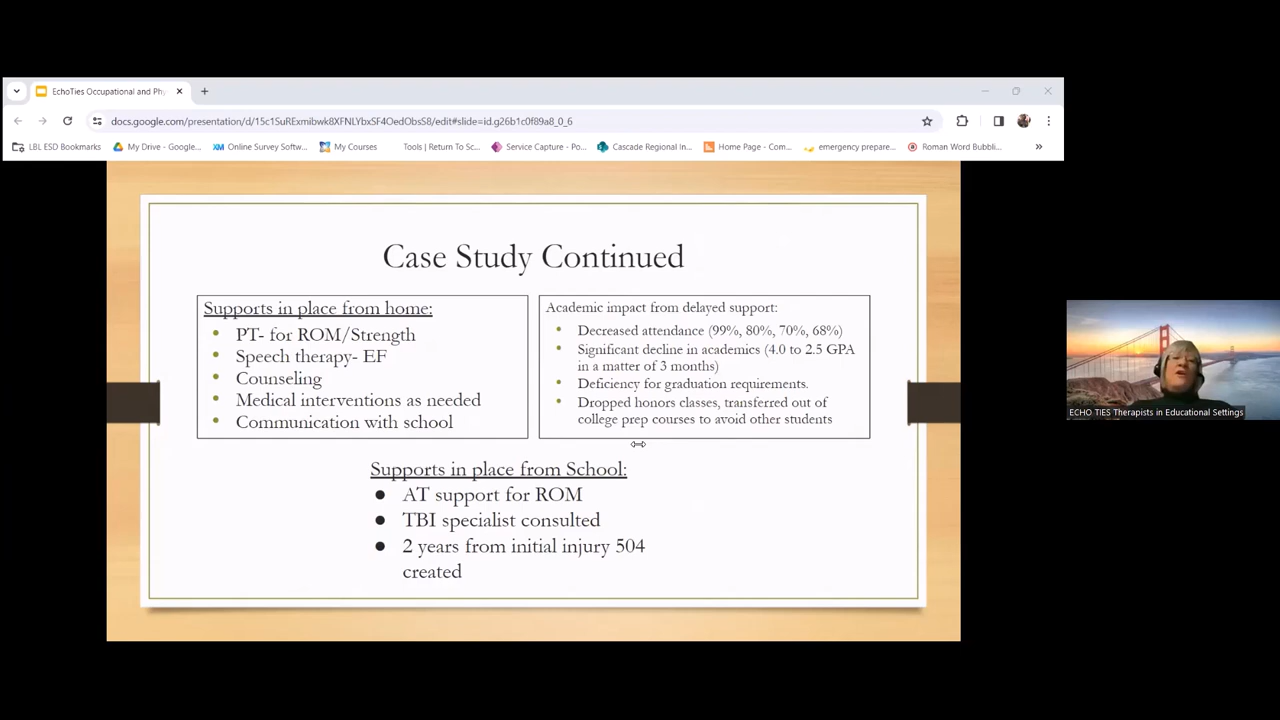 EchoTies Occupational and Phy
docs.google.com/presentation/d/15c1SuRExmibwk8XFNLYbxSF4OedObsS8/edit#slide=id.g26b1c0f89a8_0_6
LBL ESD Bookmarks
My Drive - Google...
Online Survey Softw...
My Courses
Tools | Return To Sc...
Service Capture - Po...
Cascade Regional In...
Home Page - Com...
emergency prepare...
Roman Word Bubbli...
Case Study Continued
Supports in place from home:
• PT- for ROM/Strength
• Speech therapy- EF
• Counseling
• Medical interventions as needed
• Communication with school
Academic impact from delayed support:
• Decreased attendance (99%, 80%, 70%, 68%)
• Significant decline in academics (4.0 to 2.5 GPA
in a matter of 3 months)
• Deficiency for graduation requirements.
• Dropped honors classes, transferred out of
college prep courses to avoid other students
Supports in place from School:
● AT support for ROM
● TBI specialist consulted
● 2 years from initial injury 504
created
ECHO TIES Therapists in Educational Settings